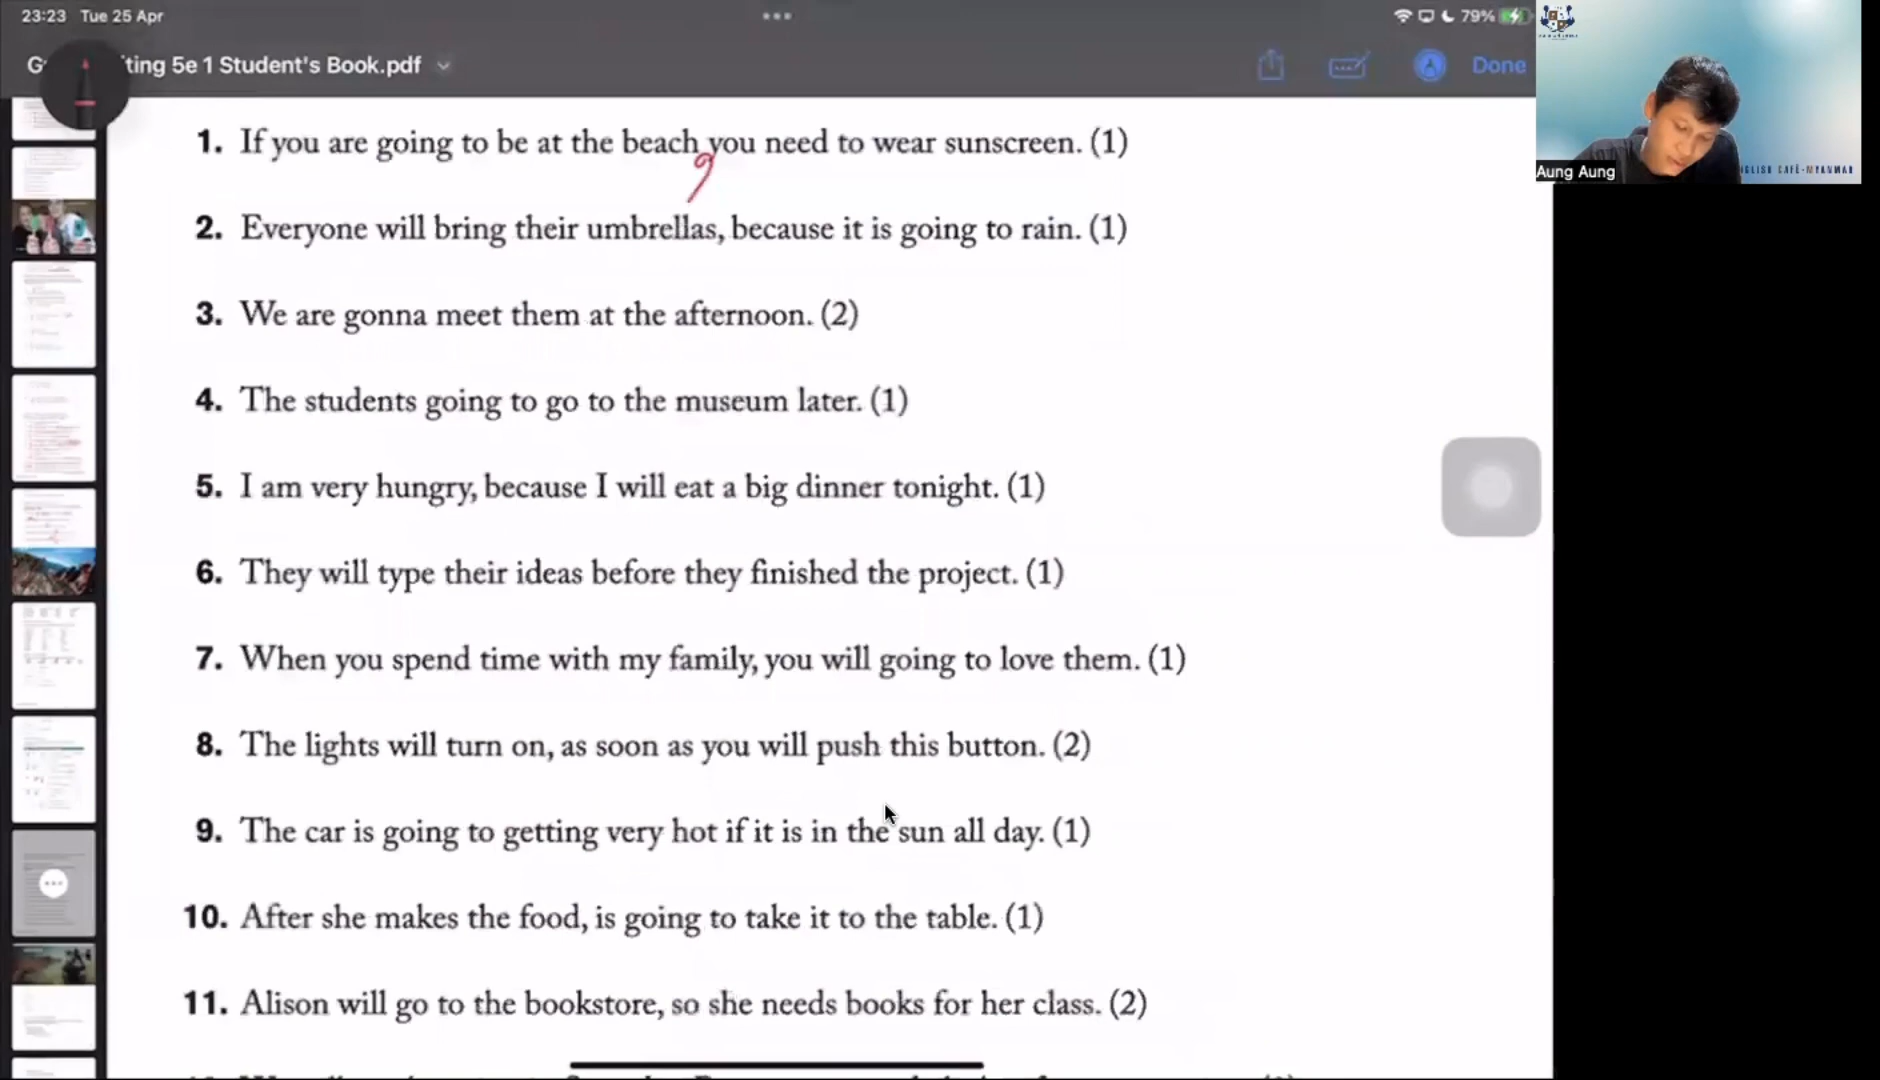 23:23 Tue 25 Apr
79%
ting 5e 1 Student's Book.pdf
Done
Aung Aung
GLISH CAFÉ-MYANMAR
1. If you are going to be at the beach, you need to wear sunscreen. (1)
2. Everyone will bring their umbrellas, because it is going to rain. (1)
3. We are gonna meet them at the afternoon. (2)
4. The students going to go to the museum later. (1)
5. I am very hungry, because I will eat a big dinner tonight. (1)
6. They will type their ideas before they finished the project. (1)
7. When you spend time with my family, you will going to love them. (1)
8. The lights will turn on, as soon as you will push this button. (2)
9. The car is going to getting very hot if it is in the sun all day. (1)
10. After she makes the food, is going to take it to the table. (1)
11. Alison will go to the bookstore, so she needs books for her class. (2)